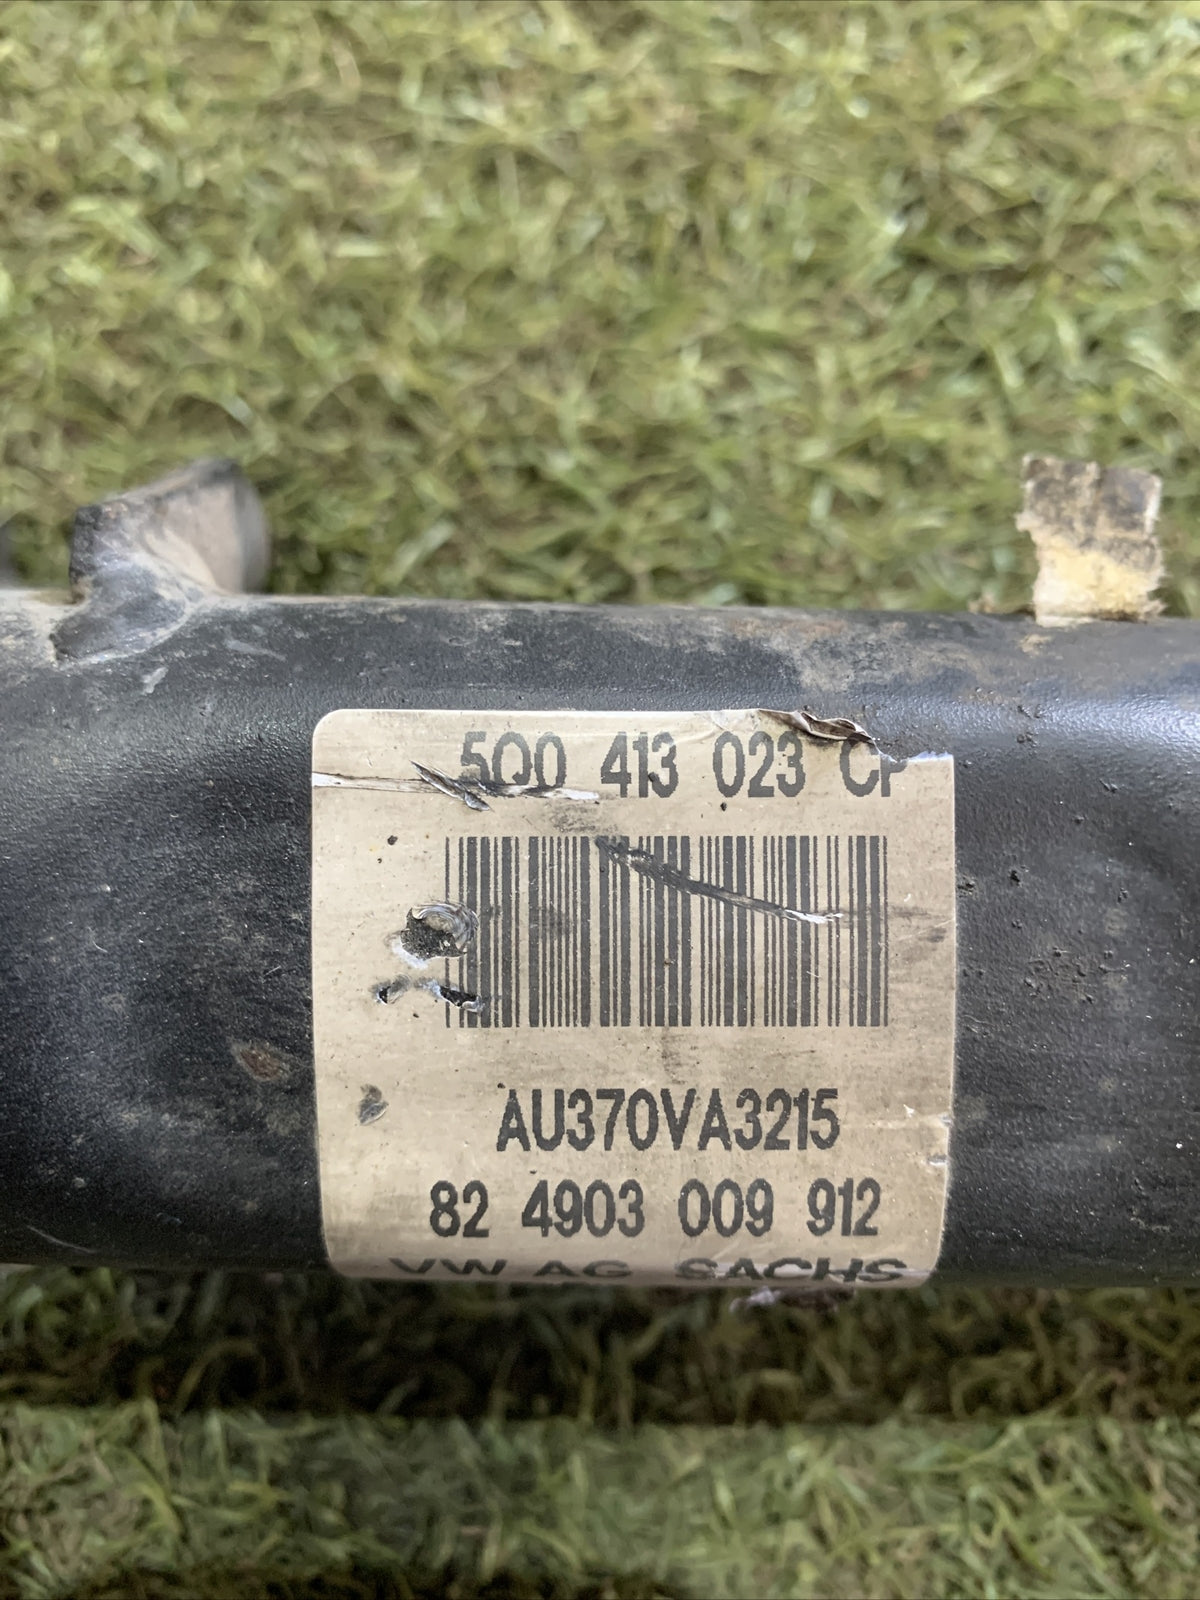 5Q0 413 023 CP
AU370VA3215
82 4903 009 912
VW AG SACHS